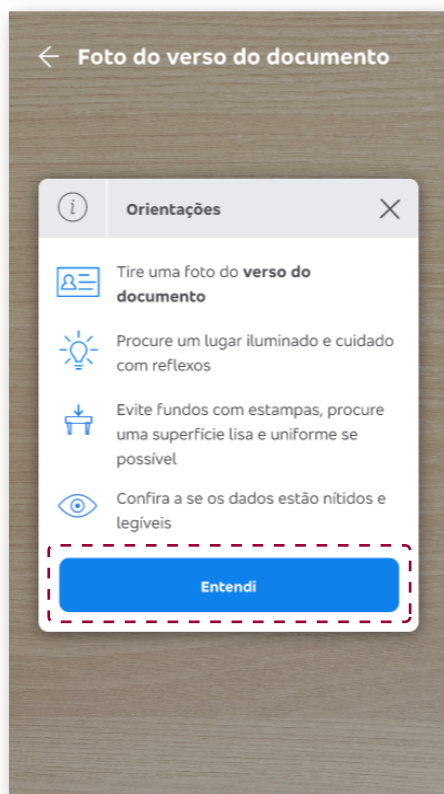 Foto do verso do documento
i Orientações
Tire uma foto do verso do
documento
Procure um lugar iluminado e cuidado
com reflexos
Evite fundos com estampas, procure
uma superfície lisa e uniforme se
possível
Confira a se os dados estão nítidos e
legíveis
Entendi